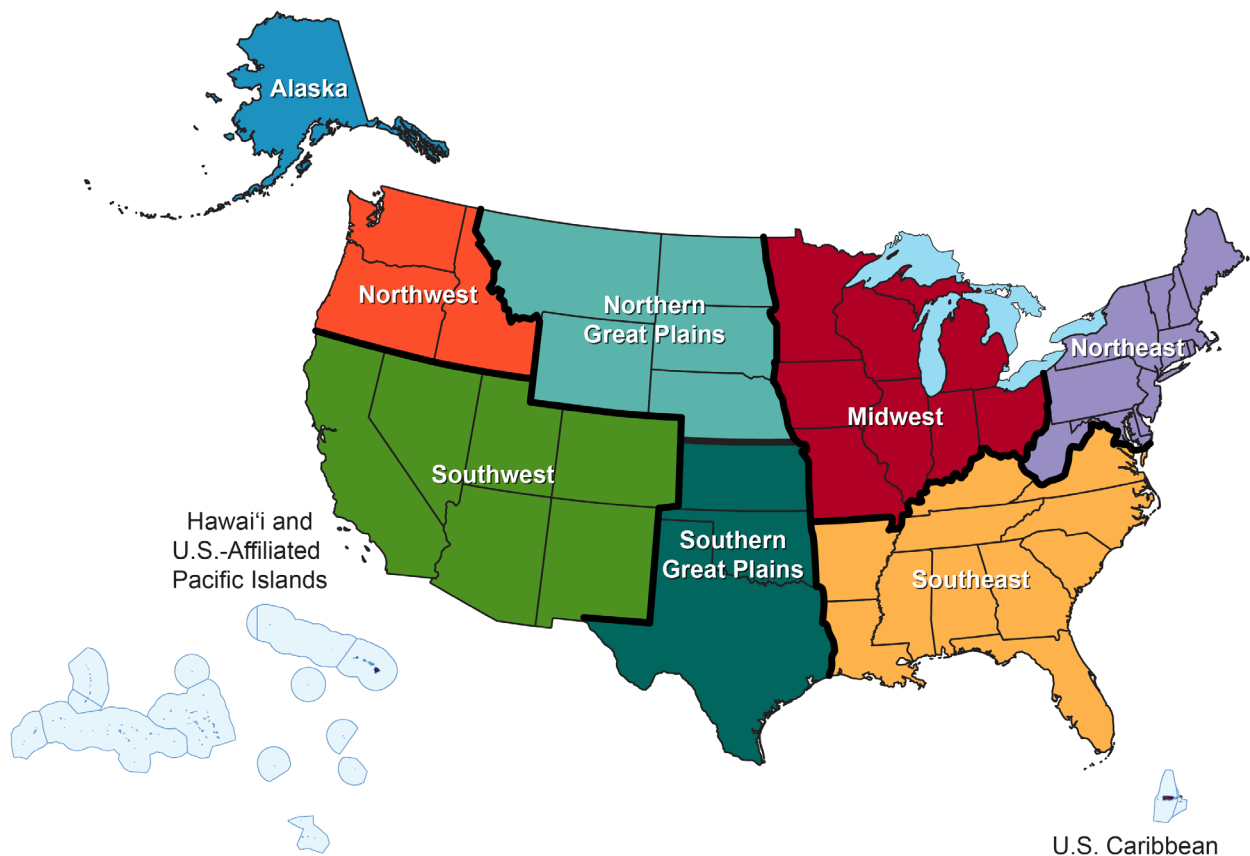 Alaska
Northwest
Northern
Great Plains
Northeast
Midwest
Southwest
Hawaiʻi and
U.S.-Affiliated
Pacific Islands
Southern
Great Plains
Southeast
U.S. Caribbean